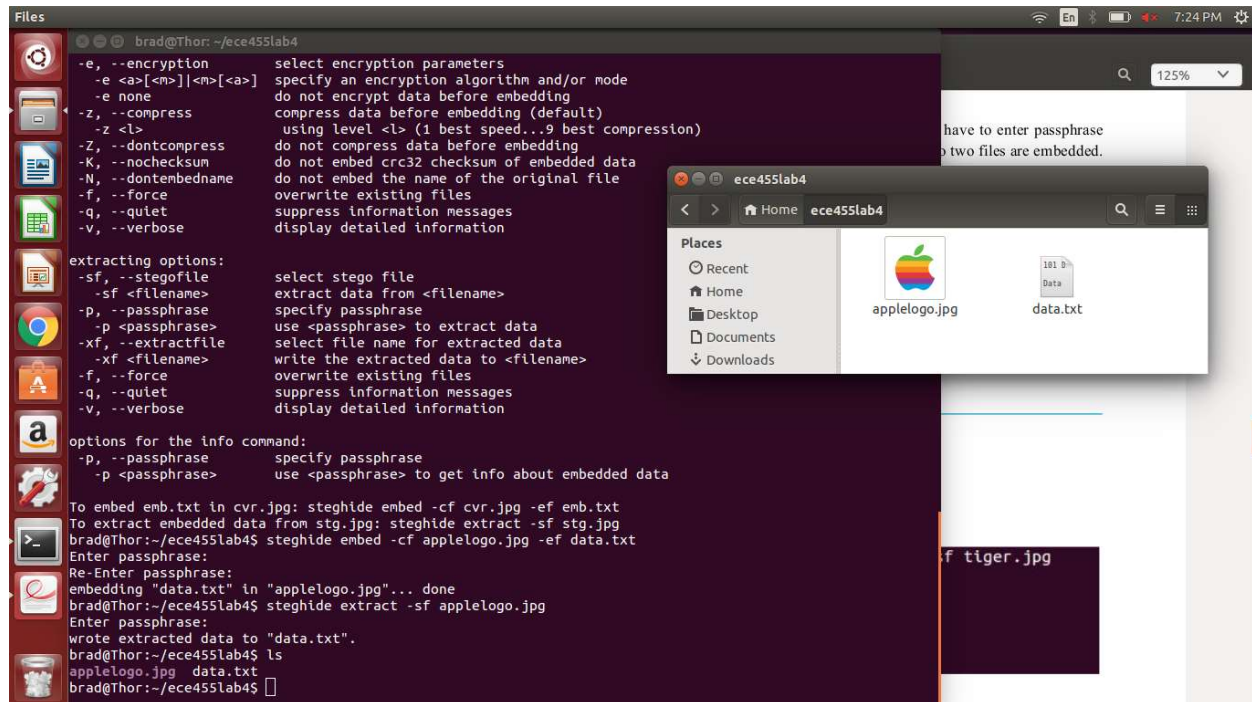 Files
En
7:24 PM
brad@Thor: ~/ece455lab4
-e, --encryption select encryption parameters
-e <a>[<m>]|<m>[<a>] specify an encryption algorithm and/or mode
-e none do not encrypt data before embedding
-z, --compress compress data before embedding (default)
-z <l> using level <l> (1 best speed...9 best compression)
-Z, --dontcompress do not compress data before embedding
-K, --nochecksum do not embed crc32 checksum of embedded data
-N, --dontembedname do not embed the name of the original file
-f, --force overwrite existing files
-q, --quiet suppress information messages
-v, --verbose display detailed information
extracting options:
-sf, --stegofile select stego file
-sf <filename> extract data from <filename>
-p, --passphrase specify passphrase
-p <passphrase> use <passphrase> to extract data
-xf, --extractfile select file name for extracted data
-xf <filename> write the extracted data to <filename>
-f, --force overwrite existing files
-q, --quiet suppress information messages
-v, --verbose display detailed information
options for the info command:
-p, --passphrase specify passphrase
-p <passphrase> use <passphrase> to get info about embedded data
To embed emb.txt in cvr.jpg: steghide embed -cf cvr.jpg -ef emb.txt
To extract embedded data from stg.jpg: steghide extract -sf stg.jpg
brad@Thor:~/ece455lab4$ steghide embed -cf applelogo.jpg -ef data.txt
Enter passphrase:
Re-Enter passphrase:
embedding "data.txt" in "applelogo.jpg"... done
brad@Thor:~/ece455lab4$ steghide extract -sf applelogo.jpg
Enter passphrase:
wrote extracted data to "data.txt".
brad@Thor:~/ece455lab4$ ls
applelogo.jpg data.txt
brad@Thor:~/ece455lab4$
125%
have to enter passphrase
two files are embedded.
ece455lab4
Home ece455lab4
Places
Recent
Home
Desktop
Documents
Downloads
applelogo.jpg
101 D
Data
data.txt
sf tiger.jpg
a